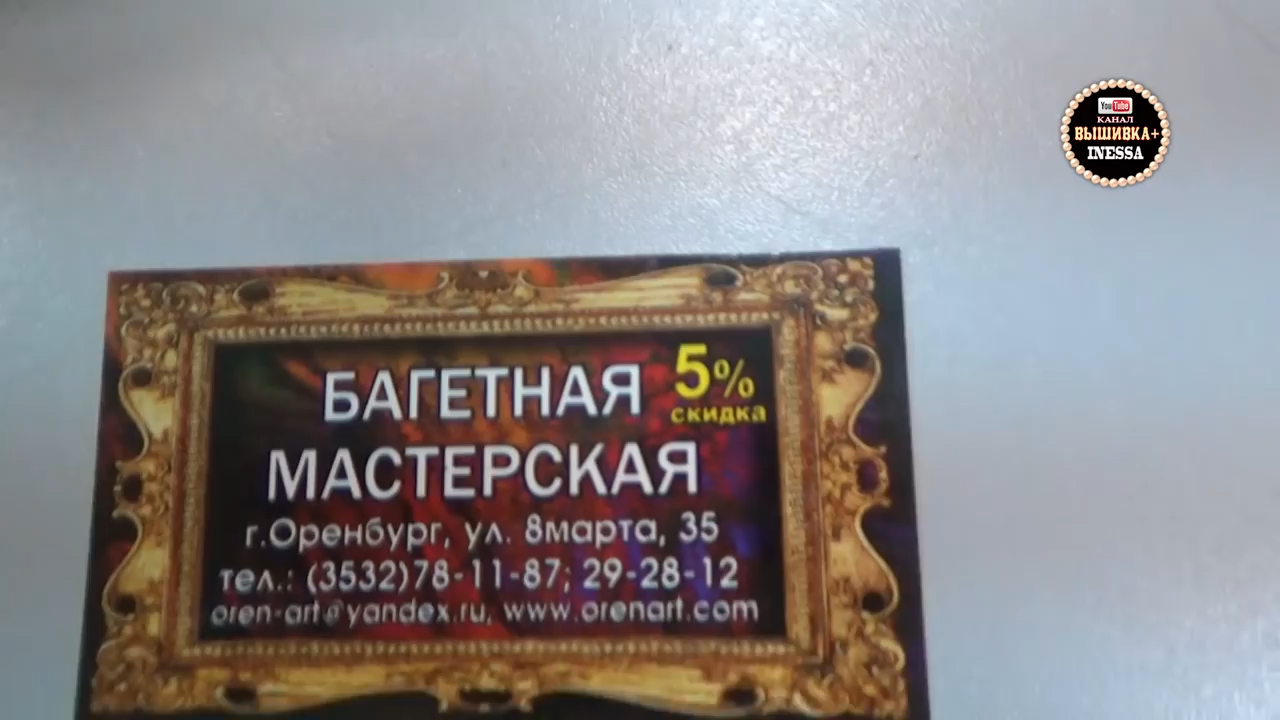 YouTube
КАНАЛ
ВЫШИВКА+
INESSA
БАГЕТНАЯ
5%
скидка
МАСТЕРСКАЯ
г.Оренбург, ул. 8марта, 35
тел.: (3532)78-11-87; 29-28-12
oren-art@yandex.ru, www.orenart.com